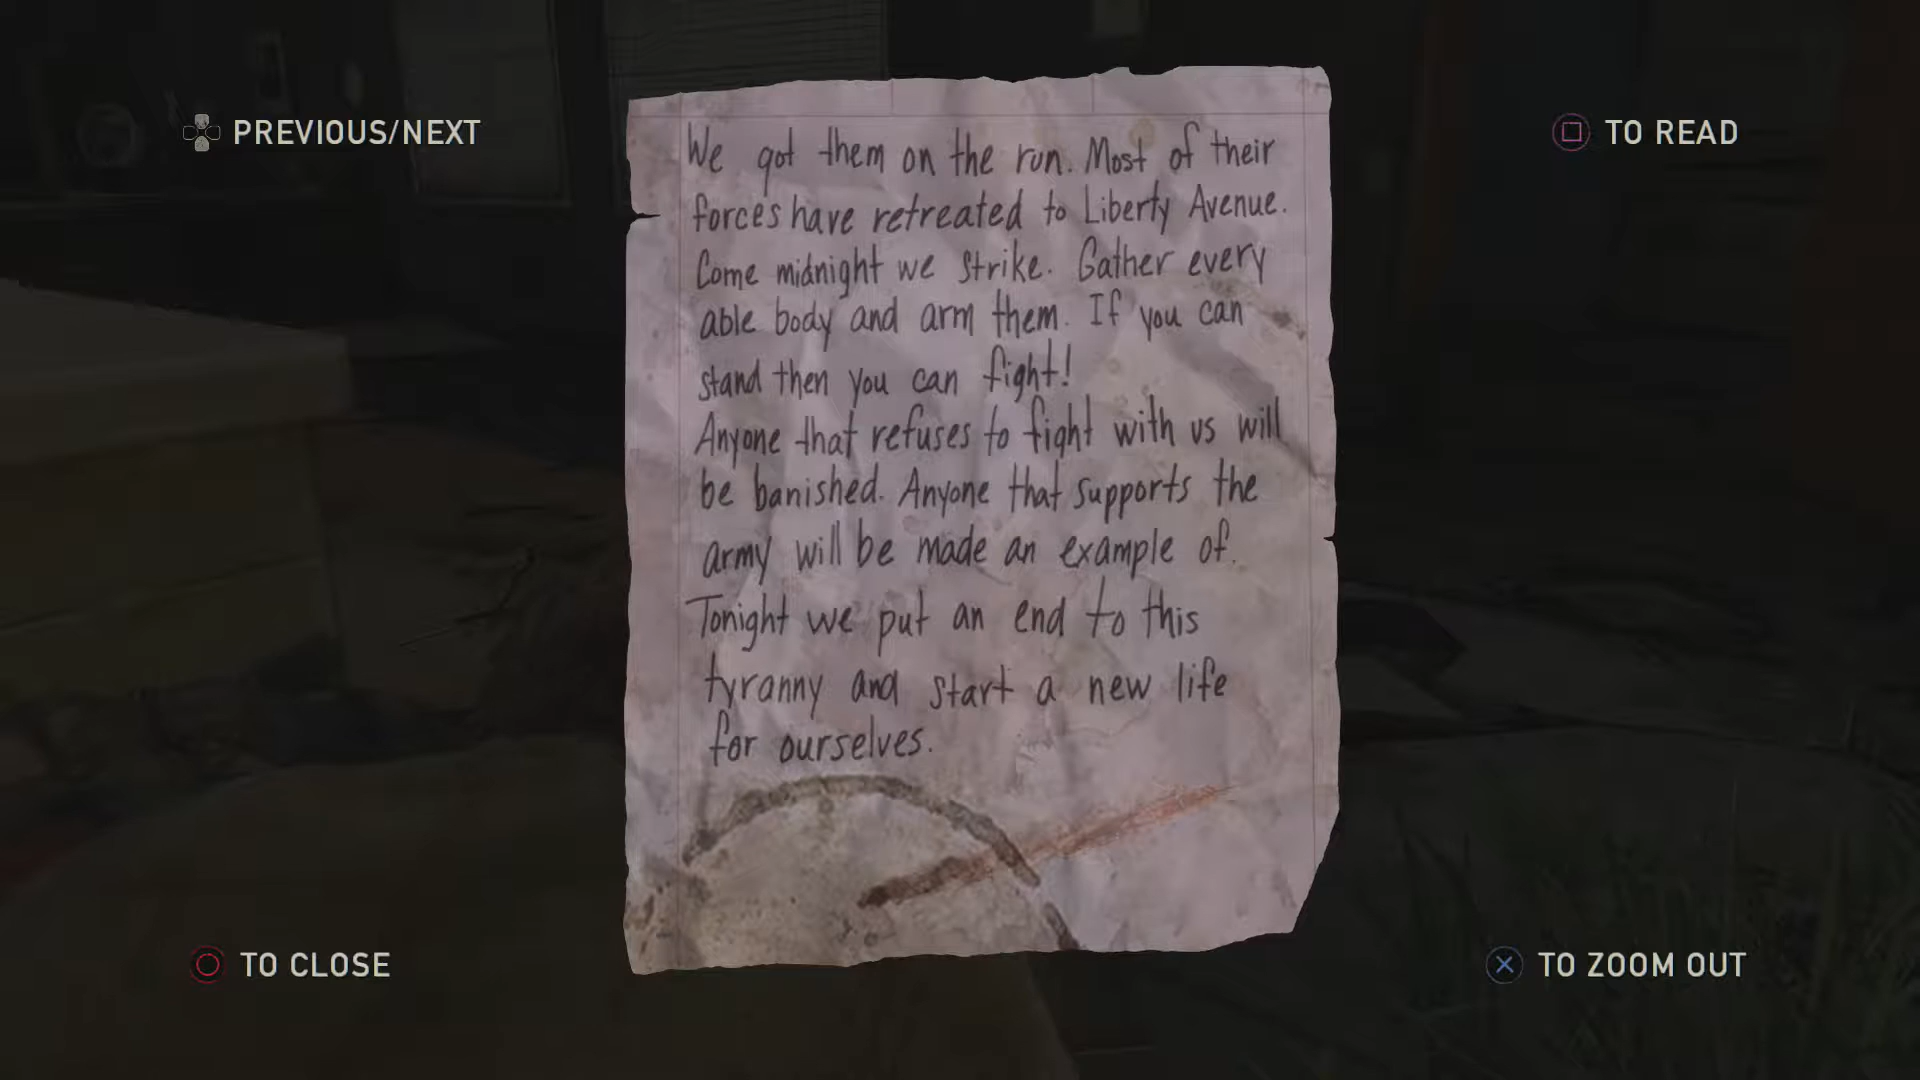 PREVIOUS/NEXT
TO READ
We got them on the run. Most of their
forces have retreated to Liberty Avenue.
Come midnight we strike. Gather every
able body and arm them. If you can
stand then you can fight!
Anyone that refuses to fight with us will
be banished. Anyone that supports the
army will be made an example of.
Tonight we put an end to this
tyranny and start a new life
for ourselves.
TO CLOSE
TO ZOOM OUT